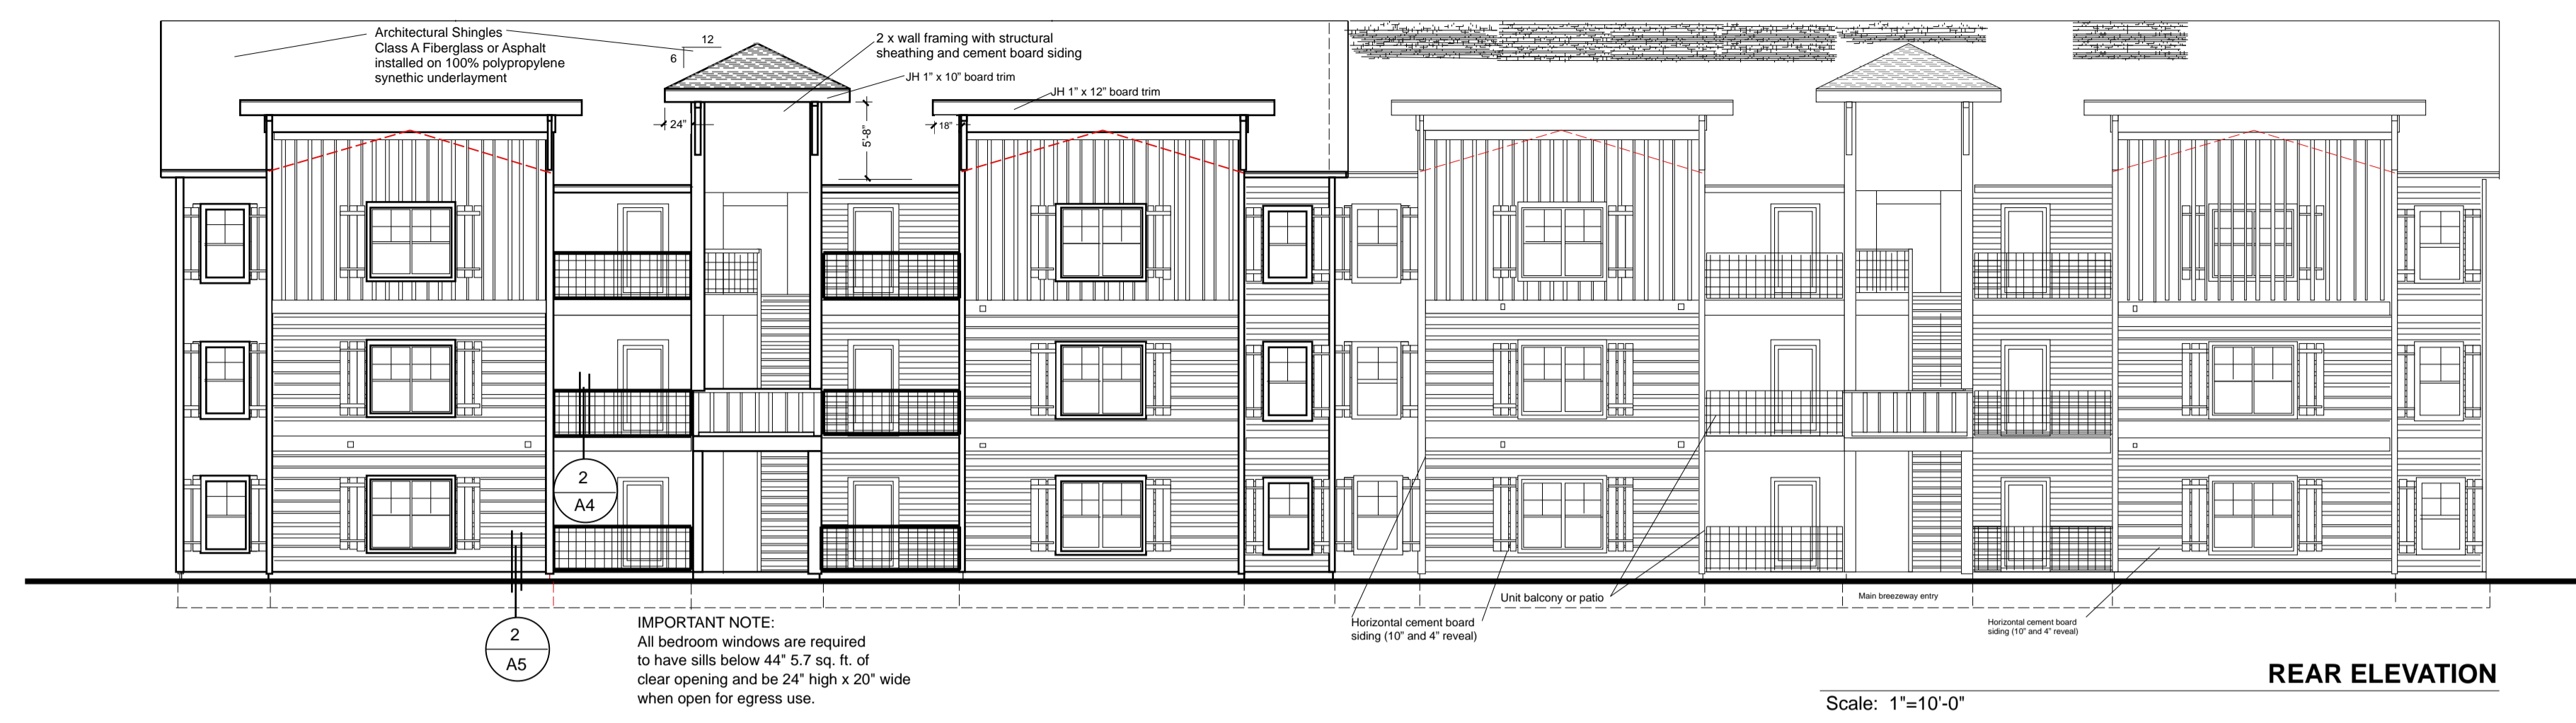 Architectural Shingles
Class A Fiberglass or Asphalt
installed on 100% polypropylene
synethic underlayment
12
6
2 x wall framing with structural
sheathing and cement board siding
JH 1” x 10” board trim
JH 1” x 12” board trim
24”
5'-8”
18”
2
A4
2
A5
IMPORTANT NOTE:
All bedroom windows are required
to have sills below 44" 5.7 sq. ft. of
clear opening and be 24" high x 20" wide
when open for egress use.
Horizontal cement board
siding (10” and 4” reveal)
Unit balcony or patio
Main breezeway entry
Horizontal cement board
siding (10” and 4” reveal)
REAR ELEVATION
Scale: 1"=10'-0"